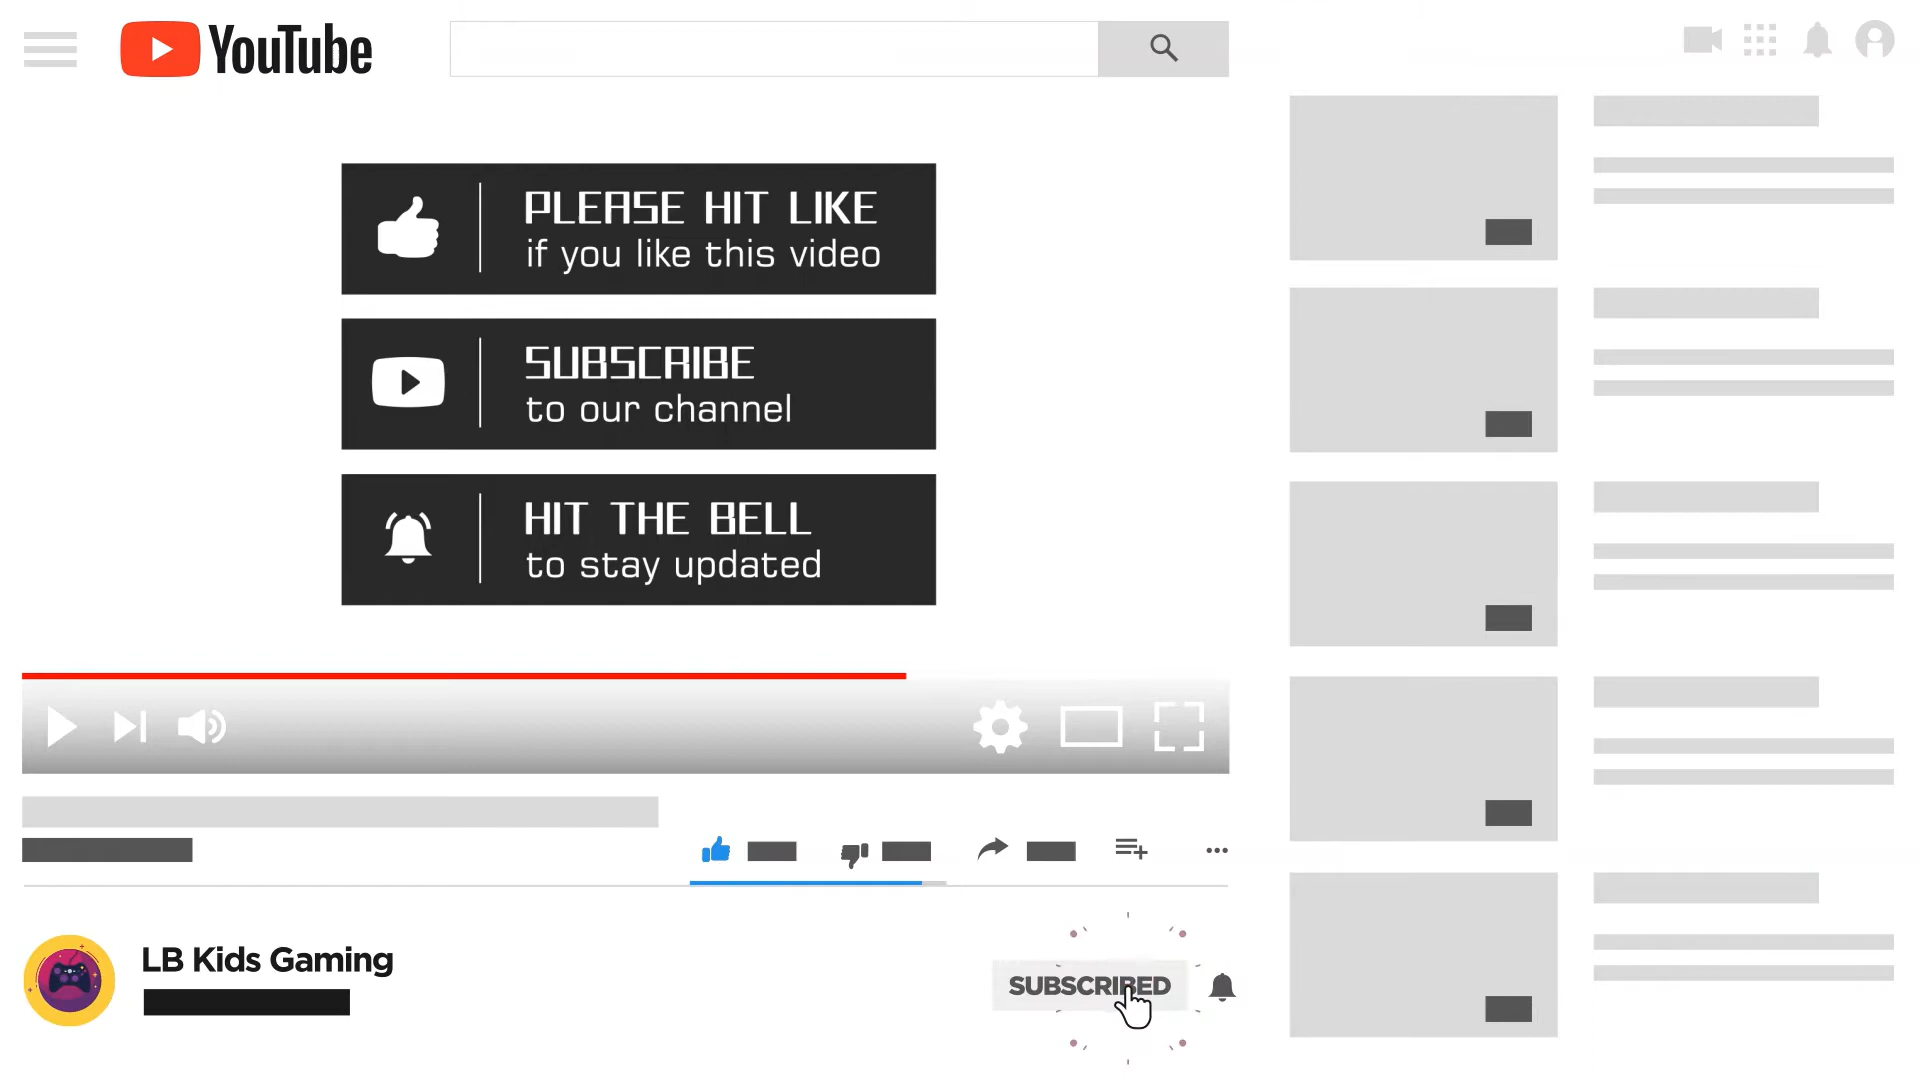 YouTube
PLEASE HIT LIKE
if you like this video
SUBSCRIBE
to our channel
HIT THE BELL
to stay updated
LB Kids Gaming
SUBSCRIBED